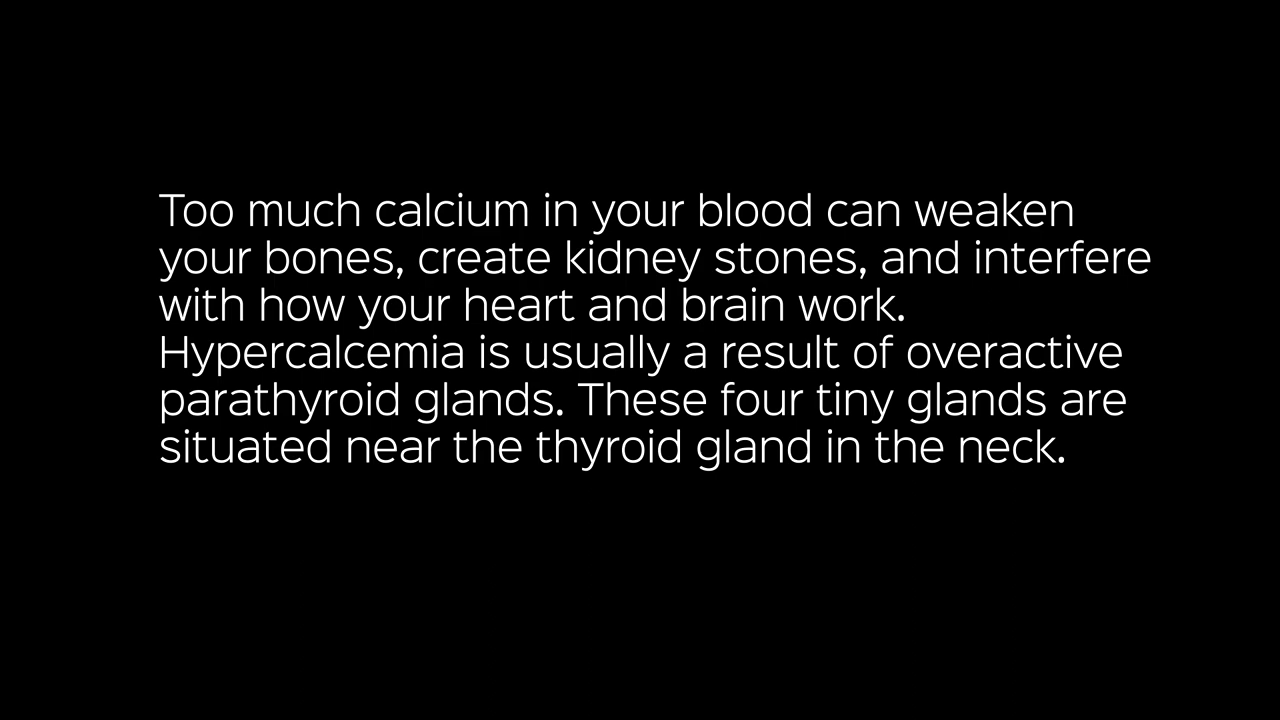 Too much calcium in your blood can weaken
your bones, create kidney stones, and interfere
with how your heart and brain work.
Hypercalcemia is usually a result of overactive
parathyroid glands. These four tiny glands are
situated near the thyroid gland in the neck.